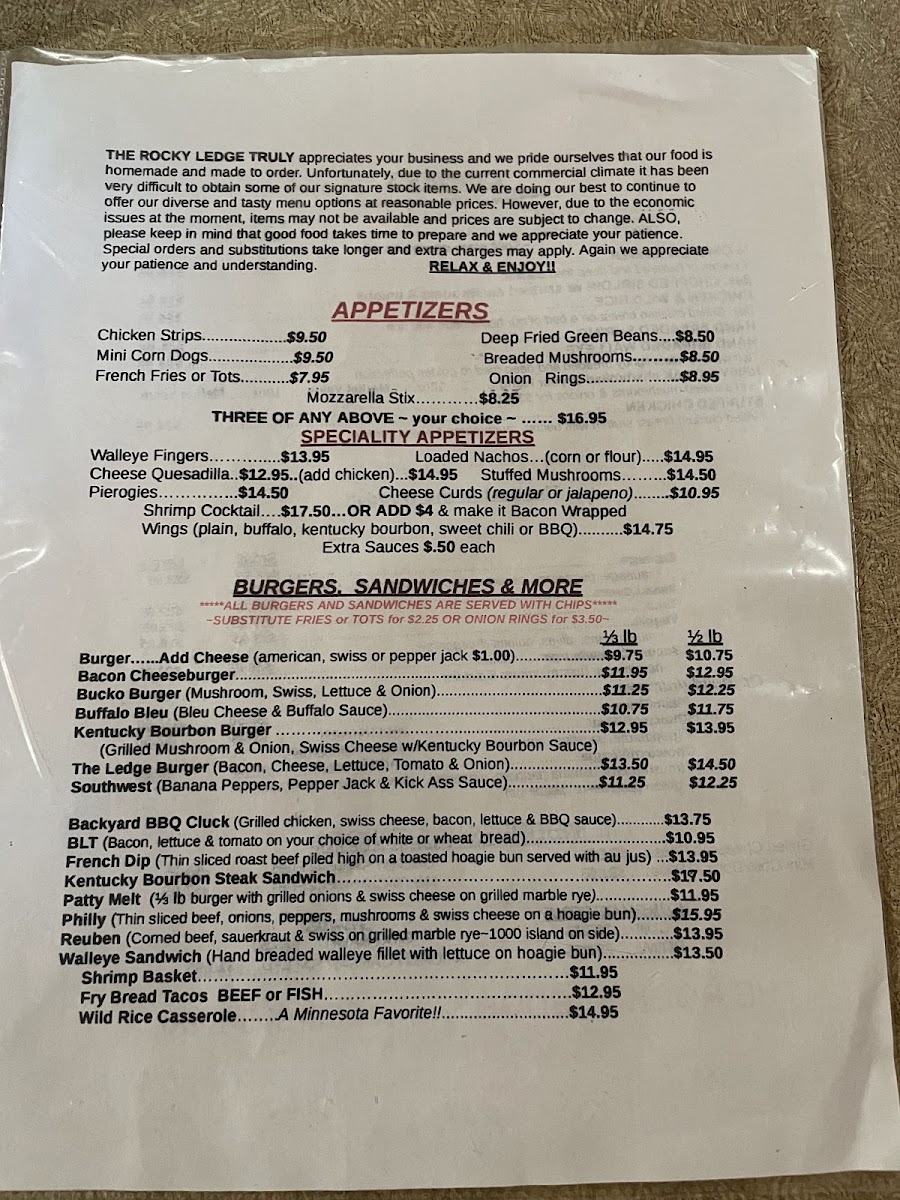 THE ROCKY LEDGE TRULY appreciates your business and we pride ourselves that our food is
homemade and made to order. Unfortunately, due to the current commercial climate it has been
very difficult to obtain some of our signature stock items. We are doing our best to continue to
offer our diverse and tasty menu options at reasonable prices. However, due to the economic
issues at the moment, items may not be available and prices are subject to change. ALSO,
please keep in mind that good food takes time to prepare and we appreciate your patience.
Special orders and substitutions take longer and extra charges may apply. Again we appreciate
your patience and understanding. RELAX & ENJOY!!
APPETIZERS
Chicken Strips...................$9.50 Deep Fried Green Beans....$8.50
Mini Corn Dogs...................$9.50 Breaded Mushrooms.........$8.50
French Fries or Tots...........$7.95 Onion Rings.....................$8.95
Mozzarella Stix..............$8.25
THREE OF ANY ABOVE ~ your choice ~ ...... $16.95
SPECIALITY APPETIZERS
Walleye Fingers.............$13.95 Loaded Nachos...(corn or flour).....$14.95
Cheese Quesadilla..$12.95..(add chicken)...$14.95 Stuffed Mushrooms.........$14.50
Pierogies..................$14.50 Cheese Curds (regular or jalapeno)........$10.95
Shrimp Cocktail....$17.50...OR ADD $4 & make it Bacon Wrapped
Wings (plain, buffalo, kentucky bourbon, sweet chili or BBQ)..........$14.75
Extra Sauces $.50 each
BURGERS, SANDWICHES & MORE
*****ALL BURGERS AND SANDWICHES ARE SERVED WITH CHIPS*****
~SUBSTITUTE FRIES or TOTS for $2.25 OR ONION RINGS for $3.50~
⅓ lb ½ lb
Burger......Add Cheese (american, swiss or pepper jack $1.00)....................$9.75 $10.75
Bacon Cheeseburger....................$11.95 $12.95
Bucko Burger (Mushroom, Swiss, Lettuce & Onion)....................$11.25 $12.25
Buffalo Bleu (Bleu Cheese & Buffalo Sauce)....................$10.75 $11.75
Kentucky Bourbon Burger ....................$12.95 $13.95
(Grilled Mushroom & Onion, Swiss Cheese w/Kentucky Bourbon Sauce)
The Ledge Burger (Bacon, Cheese, Lettuce, Tomato & Onion)....................$13.50 $14.50
Southwest (Banana Peppers, Pepper Jack & Kick Ass Sauce)....................$11.25 $12.25
Backyard BBQ Cluck (Grilled chicken, swiss cheese, bacon, lettuce & BBQ sauce)...........$13.75
BLT (Bacon, lettuce & tomato on your choice of white or wheat bread)....................$10.95
French Dip (Thin sliced roast beef piled high on a toasted hoagie bun served with au jus) ...$13.95
Kentucky Bourbon Steak Sandwich....................$17.50
Patty Melt (⅓ lb burger with grilled onions & swiss cheese on grilled marble rye).................$11.95
Philly (Thin sliced beef, onions, peppers, mushrooms & swiss cheese on a hoagie bun)........$15.95
Reuben (Corned beef, sauerkraut & swiss on grilled marble rye~1000 island on side)............$13.95
Walleye Sandwich (Hand breaded walleye fillet with lettuce on hoagie bun)................$13.50
Shrimp Basket....................$11.95
Fry Bread Tacos BEEF or FISH....................$12.95
Wild Rice Casserole........A Minnesota Favorite!!....................$14.95